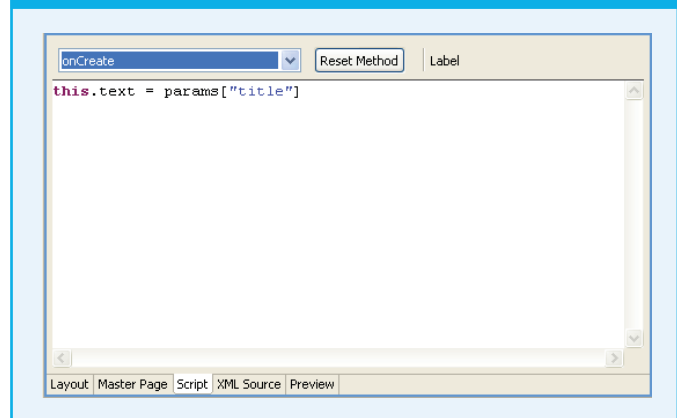 onCreate Reset Method Label
this.text = params["title"]
Layout Master Page Script XML Source Preview